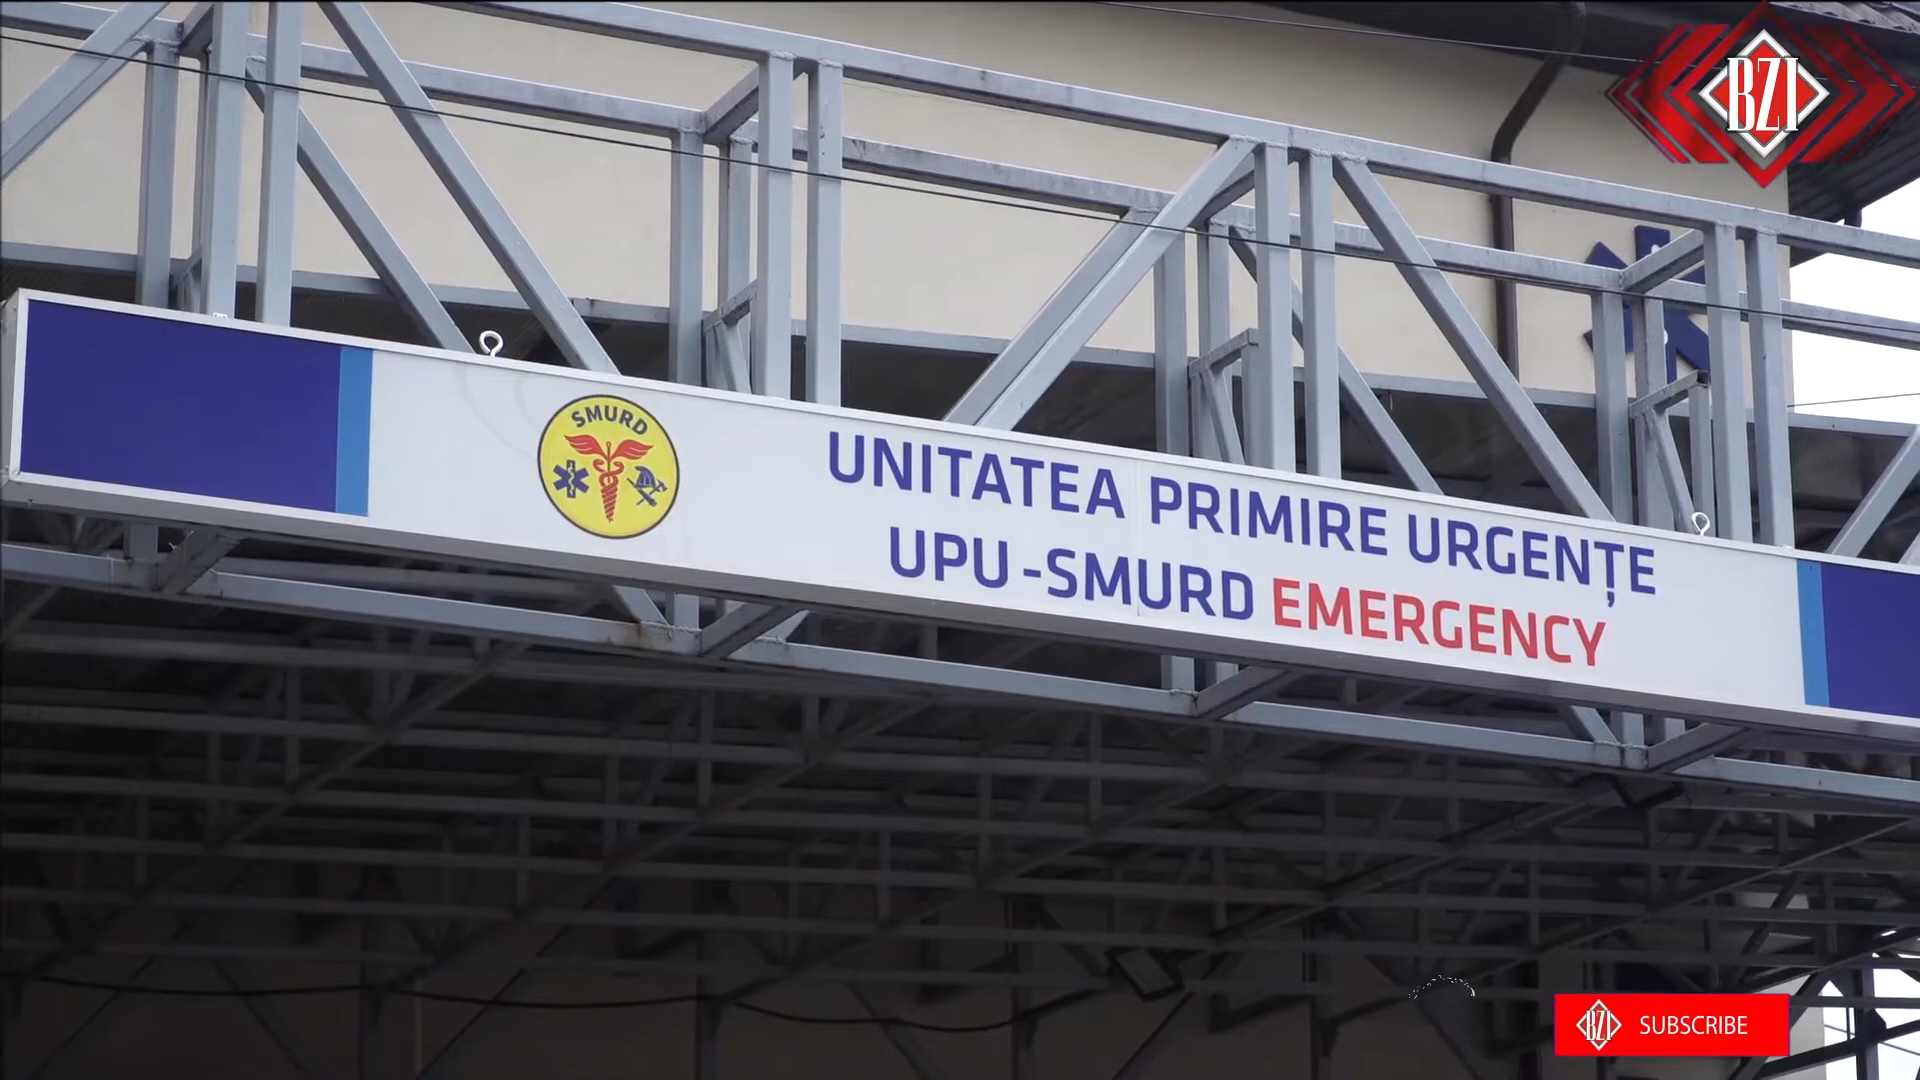 BZI
SMURD
UNITATEA PRIMIRE URGENȚE
UPU-SMURD EMERGENCY
BZI SUBSCRIBE